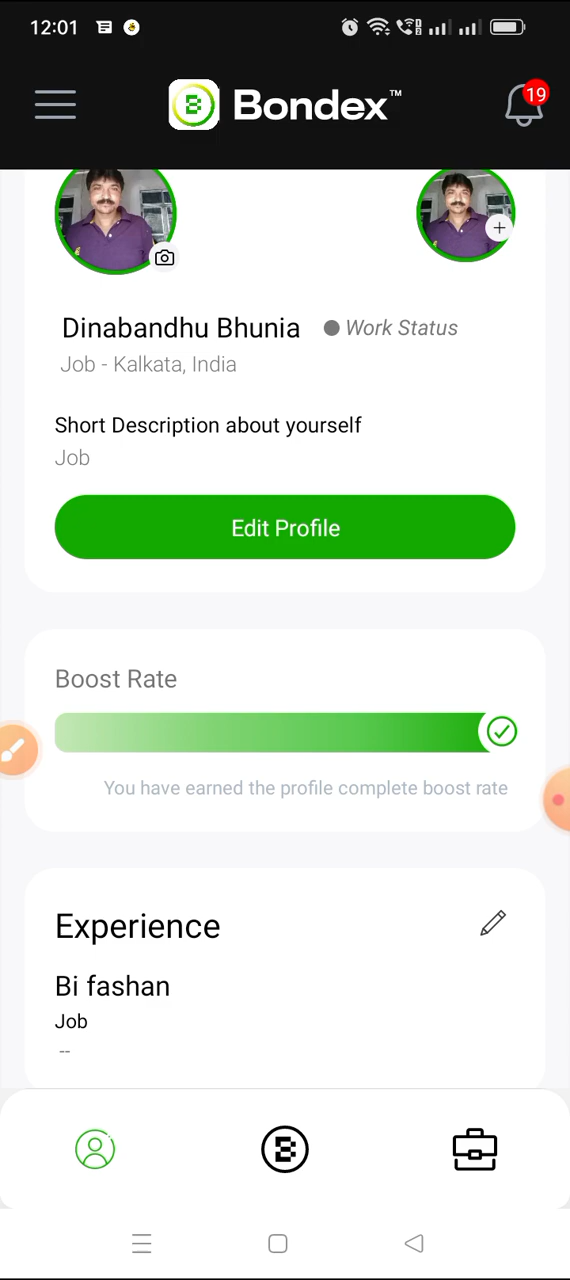 12:01
Bondex™
19
Dinabandhu Bhunia
Work Status
Job - Kalkata, India
Short Description about yourself
Job
Edit Profile
Boost Rate
You have earned the profile complete boost rate
Experience
Bi fashan
Job
--